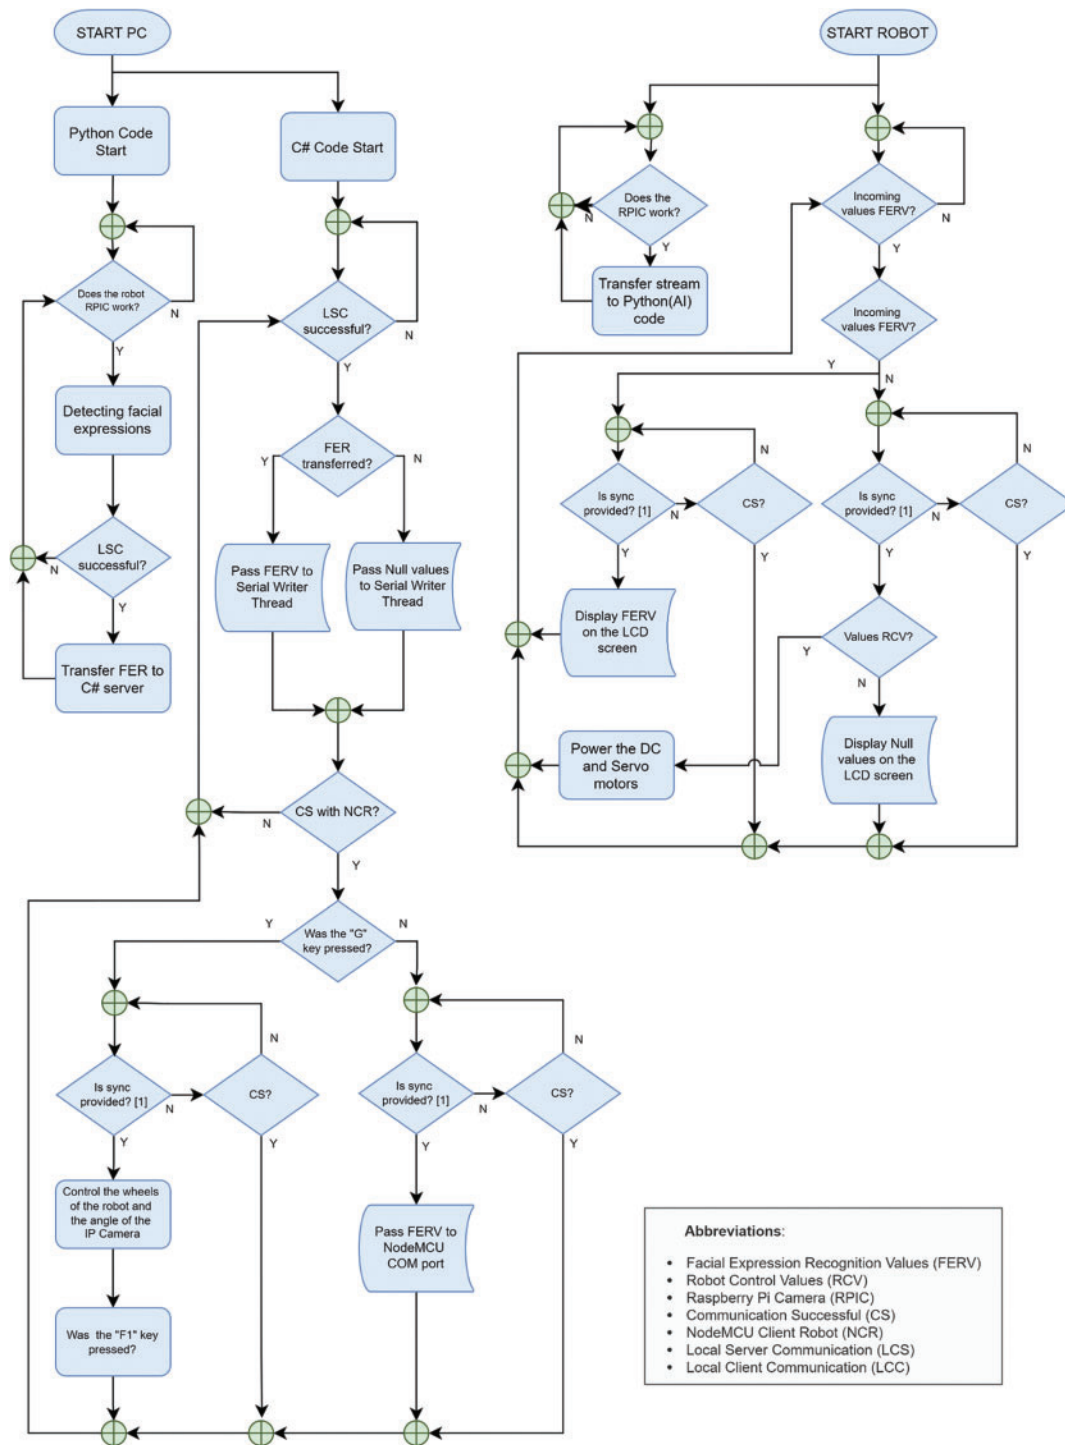 START PC
Python Code
Start
C# Code Start
Does the robot
RPIC work?
N
Y
LSC
successful?
N
Y
Detecting facial
expressions
FER
transferred?
Y
N
LSC
successful?
N
Y
Pass FERV to
Serial Writer
Thread
Pass Null values
to Serial Writer
Thread
Transfer FER to
C# server
CS with NCR?
N
Y
Was the "G"
key pressed?
Y
N
Is sync
provided? [1]
N
Y
CS?
N
Y
Is sync
provided? [1]
N
Y
CS?
N
Y
Control the wheels
of the robot and
the angle of the
IP Camera
Pass FERV to
NodeMCU
COM port
Was the "F1" key
pressed?
START ROBOT
Does the
RPIC work?
N
Y
Incoming
values FERV?
N
Y
Transfer stream
to Python(AI)
code
Incoming
values FERV?
Y
N
Is sync
provided? [1]
N
Y
CS?
N
Y
Is sync
provided? [1]
N
Y
CS?
N
Y
Display FERV
on the LCD
screen
Values RCV?
Y
N
Power the DC
and Servo
motors
Display Null
values on the
LCD screen
Abbreviations:
• Facial Expression Recognition Values (FERV)
• Robot Control Values (RCV)
• Raspberry Pi Camera (RPIC)
• Communication Successful (CS)
• NodeMCU Client Robot (NCR)
• Local Server Communication (LCS)
• Local Client Communication (LCC)